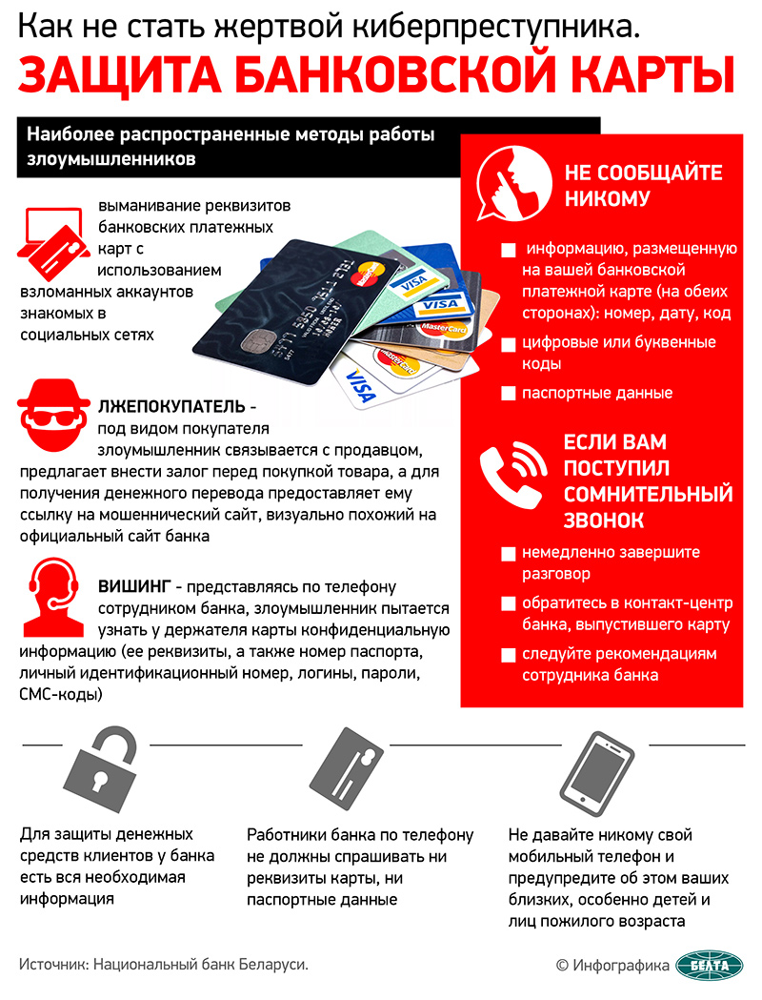 Как не стать жертвой киберпреступника.
ЗАЩИТА БАНКОВСКОЙ КАРТЫ
Наиболее распространенные методы работы
злоумышленников
выманивание реквизитов
банковских платежных
карт с
использованием
взломанных аккаунтов
знакомых в
социальных сетях
ЛЖЕПОКУПАТЕЛЬ -
под видом покупателя
злоумышленник связывается с продавцом,
предлагает внести залог перед покупкой товара, а для
получения денежного перевода предоставляет ему
ссылку на мошеннический сайт, визуально похожий на
официальный сайт банка
ВИШИНГ - представляясь по телефону
сотрудником банка, злоумышленник пытается
узнать у держателя карты конфиденциальную
информацию (ее реквизиты, а также номер паспорта,
личный идентификационный номер, логины, пароли,
СМС-коды)
MasterCard
VISA
VISA
MasterCard
MasterCard
VISA
НЕ СООБЩАЙТЕ
НИКОМУ
информацию, размещенную
на вашей банковской
платежной карте (на обеих
сторонах): номер, дату, код
цифровые или буквенные
коды
паспортные данные
ЕСЛИ ВАМ
ПОСТУПИЛ
СОМНИТЕЛЬНЫЙ
ЗВОНОК
немедленно завершите
разговор
обратитесь в контакт-центр
банка, выпустившего карту
следуйте рекомендациям
сотрудника банка
Для защиты денежных
средств клиентов у банка
есть вся необходимая
информация
Работники банка по телефону
не должны спрашивать ни
реквизиты карты, ни
паспортные данные
Не давайте никому свой
мобильный телефон и
предупредите об этом ваших
близких, особенно детей и
лиц пожилого возраста
Источник: Национальный банк Беларуси.
© Инфографика БЕЛТА